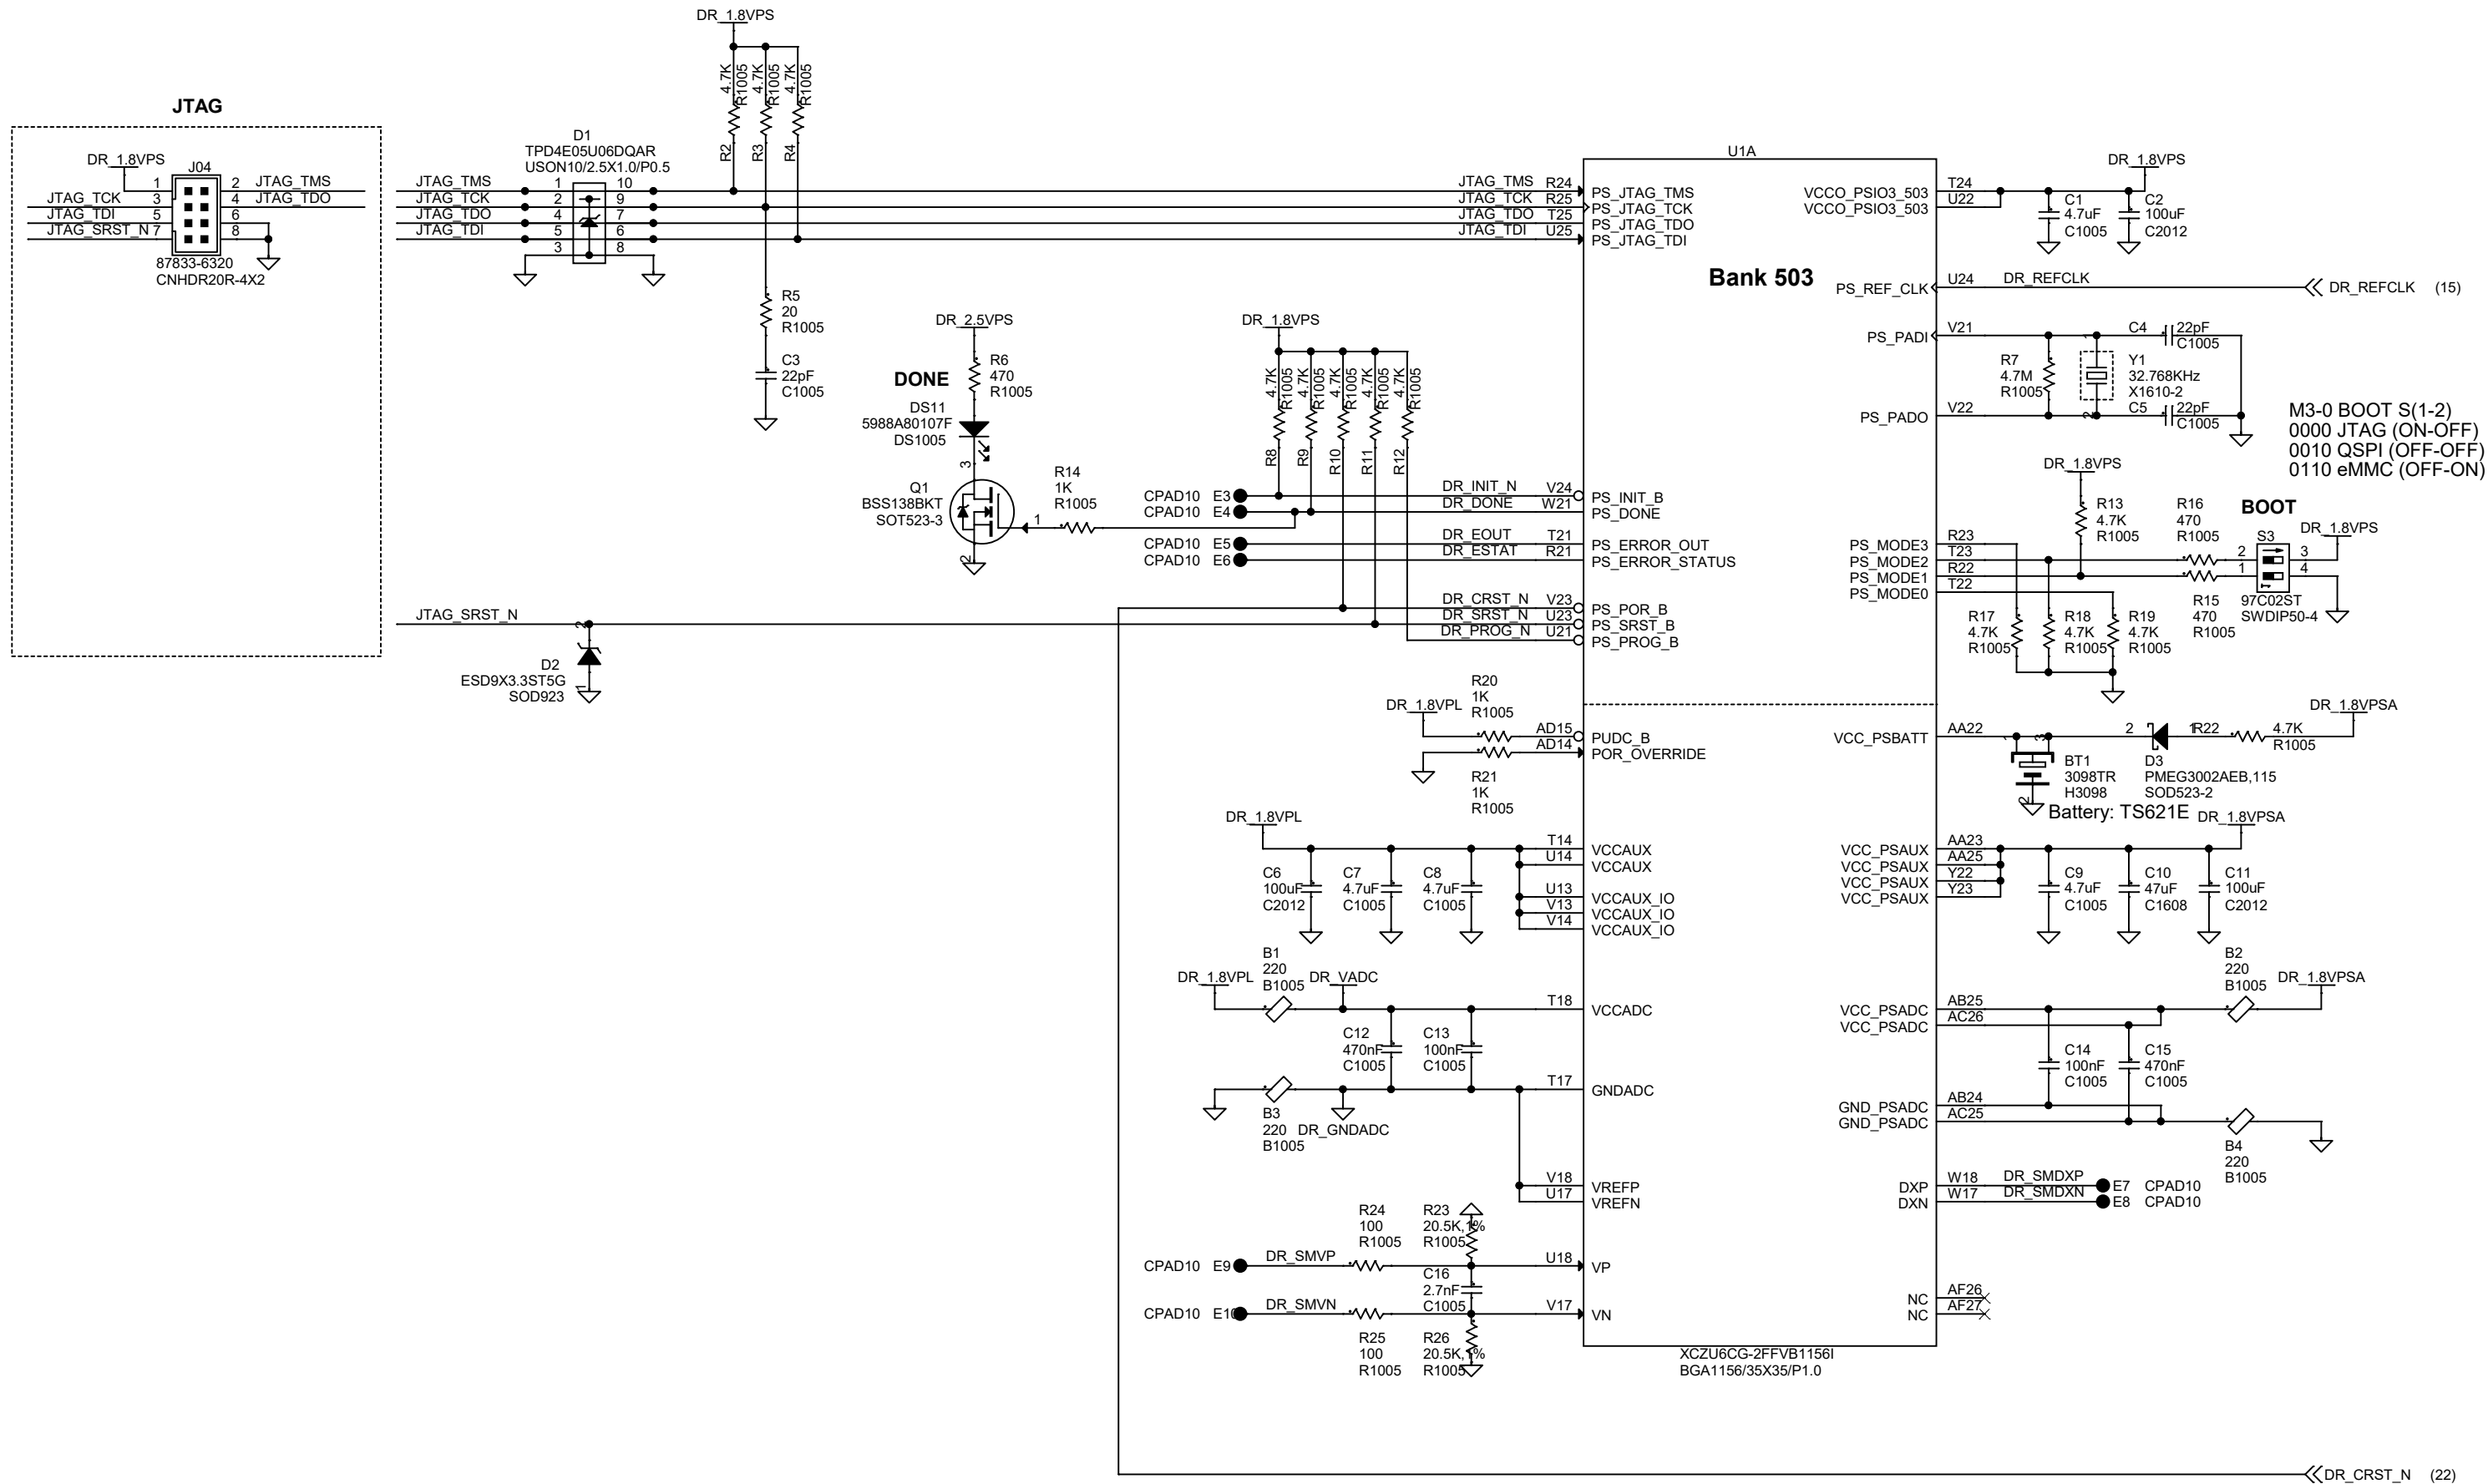 DR_1.8VPS
4.7K
R1005
4.7K
R1005
4.7K
R1005
R2
R3
R4
JTAG
DR_1.8VPS
J04
1
2
JTAG_TMS
JTAG_TCK
3
4
JTAG_TDO
JTAG_TDI
5
6
JTAG_SRST_N
7
8
87833-6320
CNHDR20R-4X2
D1
TPD4E05U06DQAR
USON10/2.5X1.0/P0.5
JTAG_TMS
1
10
JTAG_TCK
2
9
JTAG_TDO
4
7
JTAG_TDI
5
6
3
8
R5
20
R1005
C3
22pF
C1005
DR_2.5VPS
R6
470
R1005
DONE
DS11
5988A80107F
DS1005
3
Q1
BSS138BKT
SOT523-3
1
2
R14
1K
R1005
DR_1.8VPS
4.7K
R1005
4.7K
R1005
4.7K
R1005
4.7K
R1005
4.7K
R1005
R8
R9
R10
R11
R12
CPAD10 E3
CPAD10 E4
CPAD10 E5
CPAD10 E6
JTAG_SRST_N
2
D2
ESD9X3.3ST5G
SOD923
1
U1A
JTAG_TMS R24 PS_JTAG_TMS
JTAG_TCK R25 PS_JTAG_TCK
JTAG_TDO T25 PS_JTAG_TDO
JTAG_TDI U25 PS_JTAG_TDI
Bank 503
DR_INIT_N V24 PS_INIT_B
DR_DONE W21 PS_DONE
DR_EOUT T21 PS_ERROR_OUT
DR_ESTAT R21 PS_ERROR_STATUS
DR_CRST_N V23 PS_POR_B
DR_SRST_N U23 PS_SRST_B
DR_PROG_N U21 PS_PROG_B
R20
1K
R1005
DR_1.8VPL
AD15 PUDC_B
AD14 POR_OVERRIDE
R21
1K
R1005
DR_1.8VPL
T14 VCCAUX
U14 VCCAUX
U13 VCCAUX_IO
V13 VCCAUX_IO
V14 VCCAUX_IO
C6
100uF
C2012
C7
4.7uF
C1005
C8
4.7uF
C1005
B1
220
B1005
DR_1.8VPL
DR_VADC
T18 VCCADC
C12
470nF
C1005
C13
100nF
C1005
T17 GNDADC
B3
220
B1005
DR_GNDADC
V18 VREFP
U17 VREFN
R24
100
R1005
R23
20.5K,1%
R1005
CPAD10 E9 DR_SMVP
U18 VP
C16
2.7nF
C1005
CPAD10 E10 DR_SMVN
V17 VN
R25
100
R1005
R26
20.5K,1%
R1005
XCZU6CG-2FFVB1156I
BGA1156/35X35/P1.0
DR_1.8VPS
VCCO_PSIO3_503 T24
VCCO_PSIO3_503 U22
C1
4.7uF
C1005
C2
100uF
C2012
PS_REF_CLK U24 DR_REFCLK
DR_REFCLK (15)
PS_PADI V21
C4 22pF
C1005
R7
4.7M
R1005
1
Y1
32.768KHz
X1610-2
2
PS_PADO V22
C5 22pF
C1005
M3-0 BOOT S(1-2)
0000 JTAG (ON-OFF)
0010 QSPI (OFF-OFF)
0110 eMMC (OFF-ON)
DR_1.8VPS
R13
4.7K
R1005
R16
470
R1005
BOOT
S3
DR_1.8VPS
PS_MODE3 R23
PS_MODE2 T23
PS_MODE1 R22
PS_MODE0 T22
2
3
1
4
97C02ST
SWDIP50-4
R15
470
R1005
R17
4.7K
R1005
R18
4.7K
R1005
R19
4.7K
R1005
DR_1.8VPSA
VCC_PSBATT AA22
1
3
2
1
R22 4.7K
R1005
BT1
3098TR
H3098
2
D3
PMEG3002AEB,115
SOD523-2
Battery: TS621E
DR_1.8VPSA
VCC_PSAUX AA23
VCC_PSAUX AA25
VCC_PSAUX Y22
VCC_PSAUX Y23
C9
4.7uF
C1005
C10
47uF
C1608
C11
100uF
C2012
B2
220
B1005
DR_1.8VPSA
VCC_PSADC AB25
VCC_PSADC AC26
C14
100nF
C1005
C15
470nF
C1005
GND_PSADC AB24
GND_PSADC AC25
B4
220
B1005
DXP W18 DR_SMDXP E7 CPAD10
DXN W17 DR_SMDXN E8 CPAD10
NC AF26
NC AF27
DR_CRST_N (22)